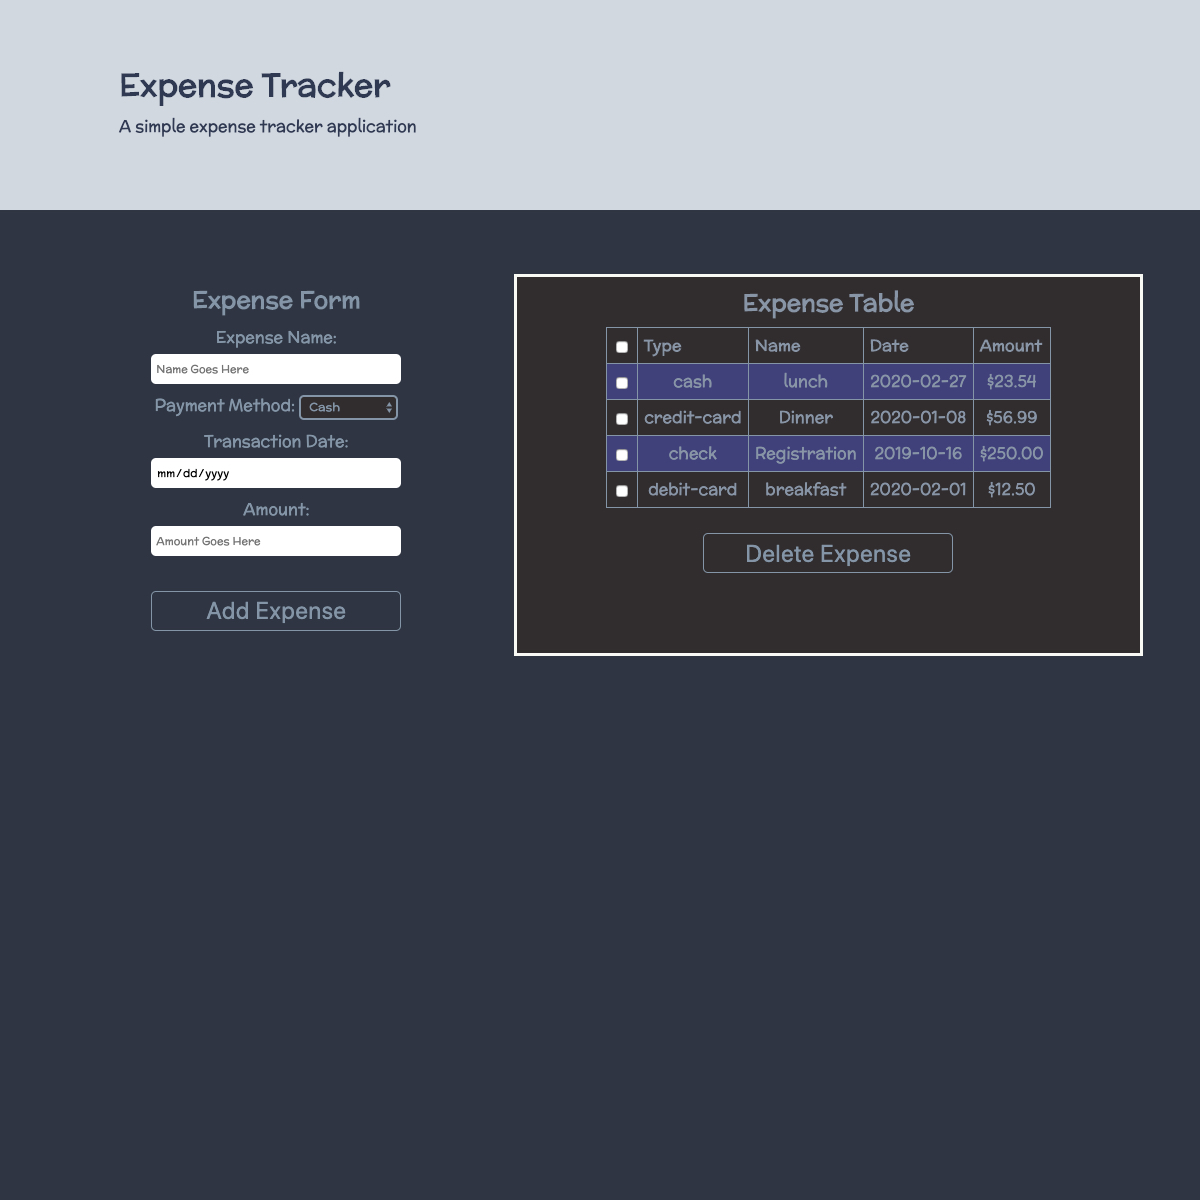 Expense Tracker
A simple expense tracker application
Expense Form
Expense Name:
Name Goes Here
Payment Method: Cash
Transaction Date:
mm/dd/yyyy
Amount:
Amount Goes Here
Add Expense
Expense Table
Type Name Date Amount
cash lunch 2020-02-27 $23.54
credit-card Dinner 2020-01-08 $56.99
check Registration 2019-10-16 $250.00
debit-card breakfast 2020-02-01 $12.50
Delete Expense